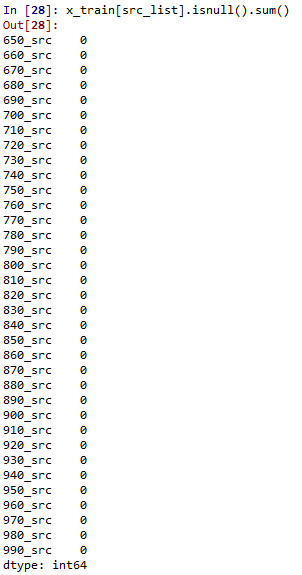 In [28]: x_train[src_list].isnull().sum()
Out[28]:
650_src    0
660_src    0
670_src    0
680_src    0
690_src    0
700_src    0
710_src    0
720_src    0
730_src    0
740_src    0
750_src    0
760_src    0
770_src    0
780_src    0
790_src    0
800_src    0
810_src    0
820_src    0
830_src    0
840_src    0
850_src    0
860_src    0
870_src    0
880_src    0
890_src    0
900_src    0
910_src    0
920_src    0
930_src    0
940_src    0
950_src    0
960_src    0
970_src    0
980_src    0
990_src    0
dtype: int64